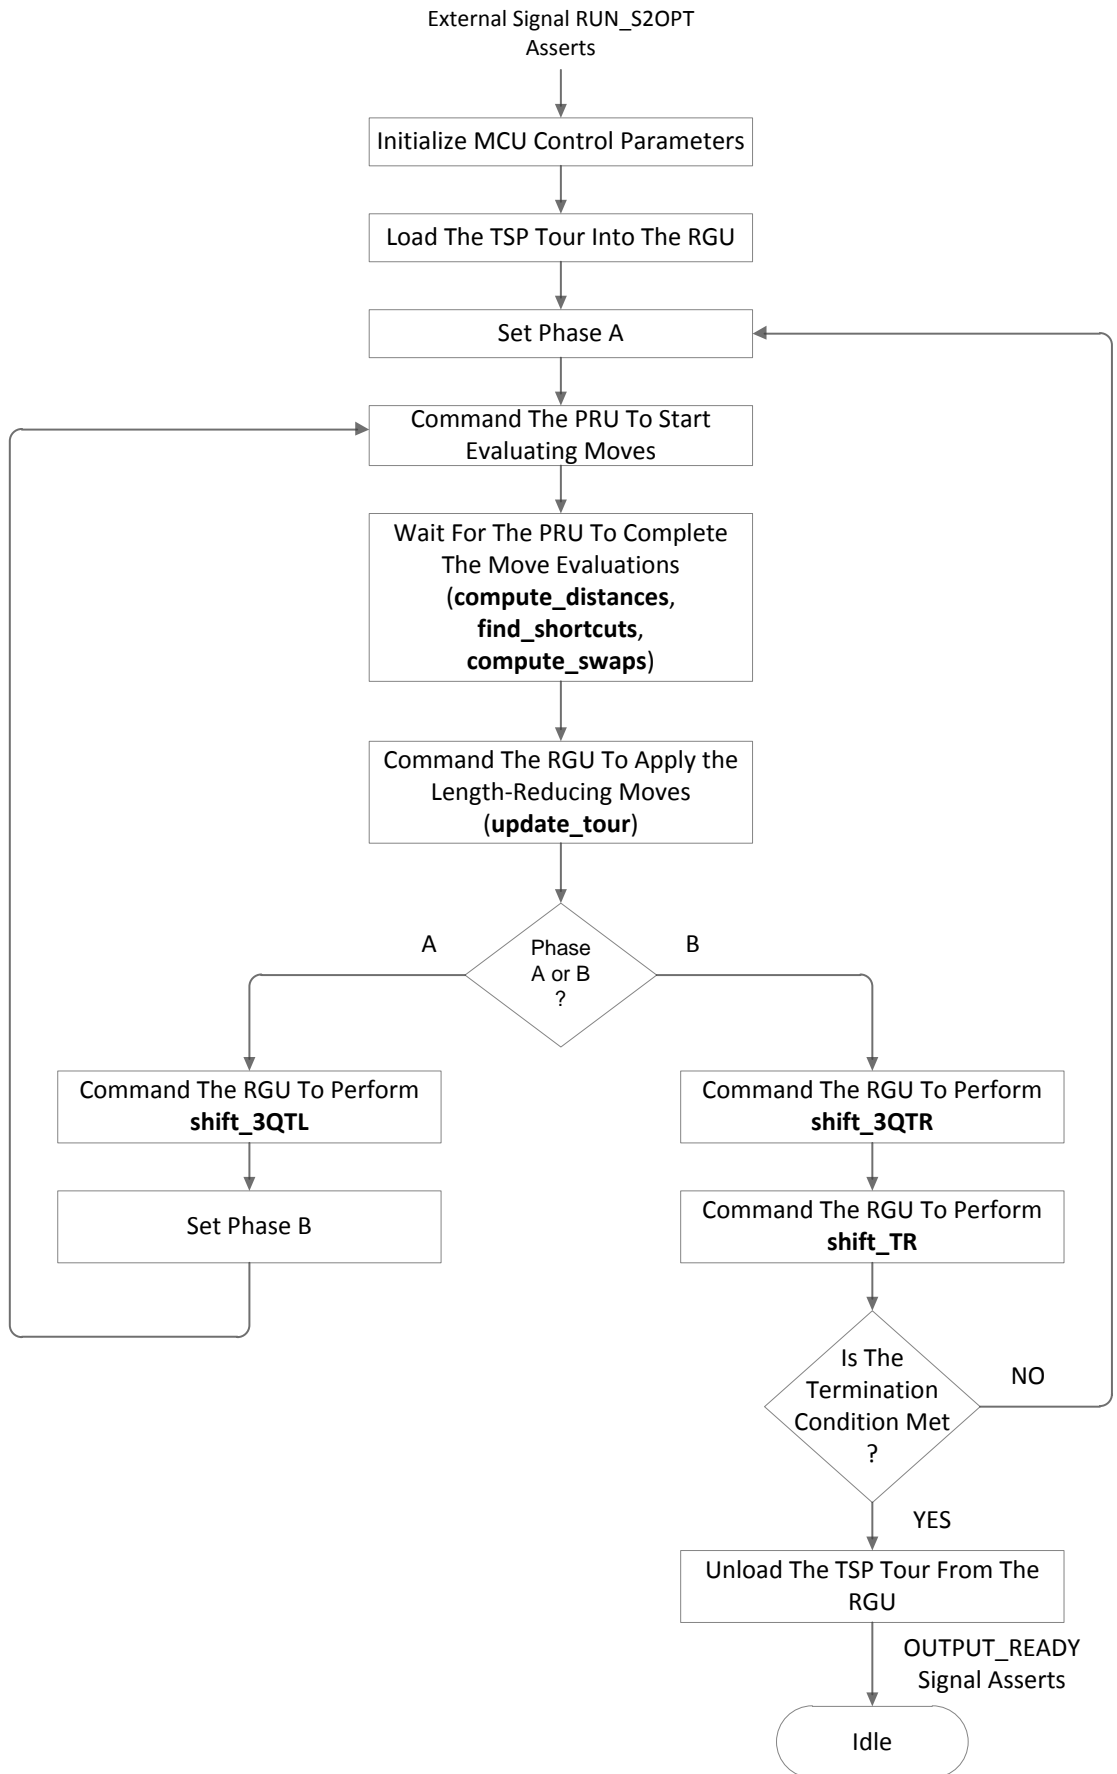 External Signal RUN_S2OPT
Asserts
Initialize MCU Control Parameters
Load The TSP Tour Into The RGU
Set Phase A
Command The PRU To Start
Evaluating Moves
Wait For The PRU To Complete
The Move Evaluations
(compute_distances,
find_shortcuts,
compute_swaps)
Command The RGU To Apply the
Length-Reducing Moves
(update_tour)
A
Phase
A or B
?
B
Command The RGU To Perform
shift_3QTL
Set Phase B
Command The RGU To Perform
shift_3QTR
Command The RGU To Perform
shift_TR
Is The
Termination
Condition Met
?
NO
YES
Unload The TSP Tour From The
RGU
OUTPUT_READY
Signal Asserts
Idle